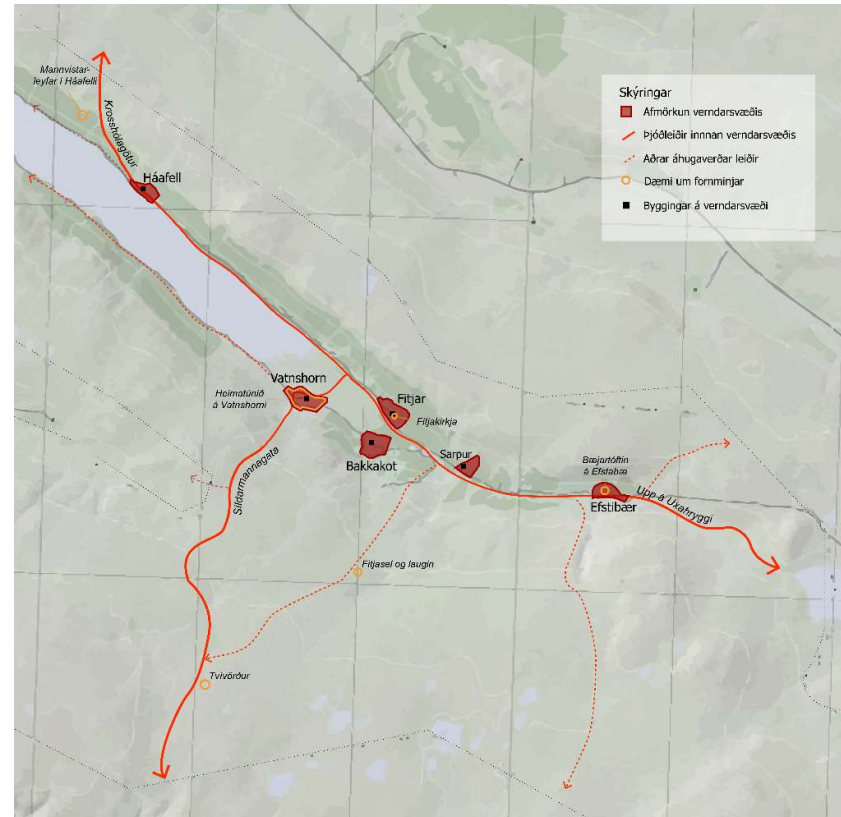 Mannvistar-
leyfar í Háafelli
Krosshólagötur
Háafell
Skýringar
Afmörkun verndarsvæðis
Þjóðleiðir innnan verndarsvæðis
Aðrar áhugaverðar leiðir
Dæmi um fornminjar
Byggingar á verndarsvæði
Vatnshorn
Heimatúnið
á Vatnshorni
Fitjar
Fitjakirkja
Bakkakot
Sarpur
Bæjartóftin
á Efstabæ
Efstibær
Upp á Uxahryggi
Síldarmannagata
Fitjasel og laugin
Tvívörður